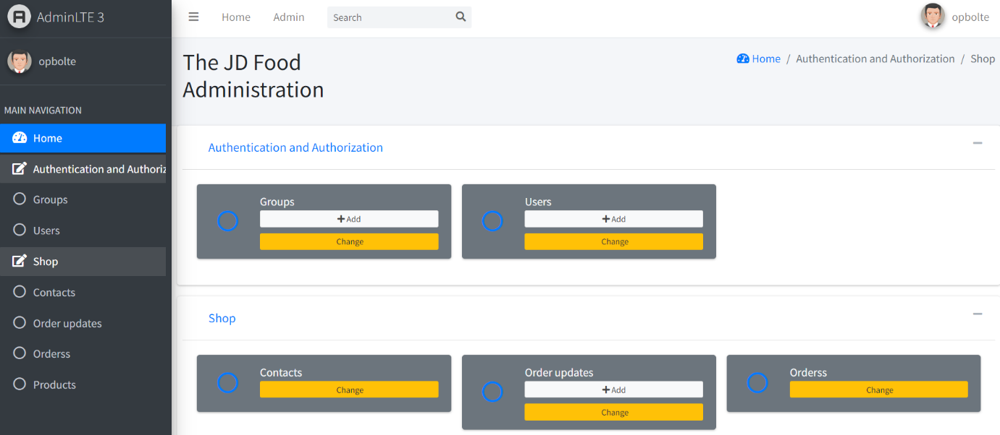 AdminLTE 3
Home Admin Search opbolte
opbolte
MAIN NAVIGATION
Home
Authentication and Authoriz
Groups
Users
Shop
Contacts
Order updates
Orderss
Products
The JD Food
Administration
Home / Authentication and Authorization / Shop
Authentication and Authorization
Groups
Add
Change
Users
Add
Change
Shop
Contacts
Change
Order updates
Add
Change
Orderss
Change